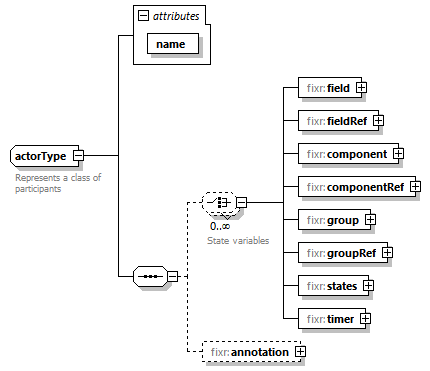 attributes
name
actorType
Represents a class of
participants
0..∞
State variables
fixr:field
fixr:fieldRef
fixr:component
fixr:componentRef
fixr:group
fixr:groupRef
fixr:states
fixr:timer
fixr:annotation